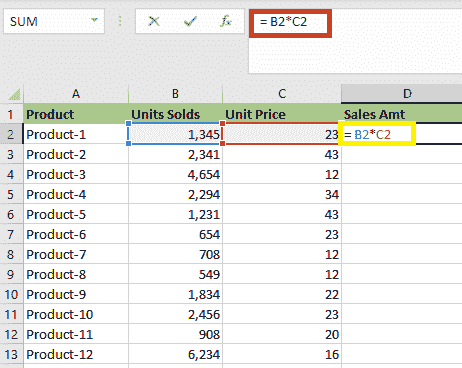 SUM = B2*C2
A B C D
1 Product Units Solds Unit Price Sales Amt
2 Product-1 1,345 23 = B2*C2
3 Product-2 2,341 43
4 Product-3 4,654 12
5 Product-4 2,294 34
6 Product-5 1,231 43
7 Product-6 654 23
8 Product-7 708 12
9 Product-8 549 12
10 Product-9 1,834 22
11 Product-10 2,456 23
12 Product-11 908 20
13 Product-12 6,234 16